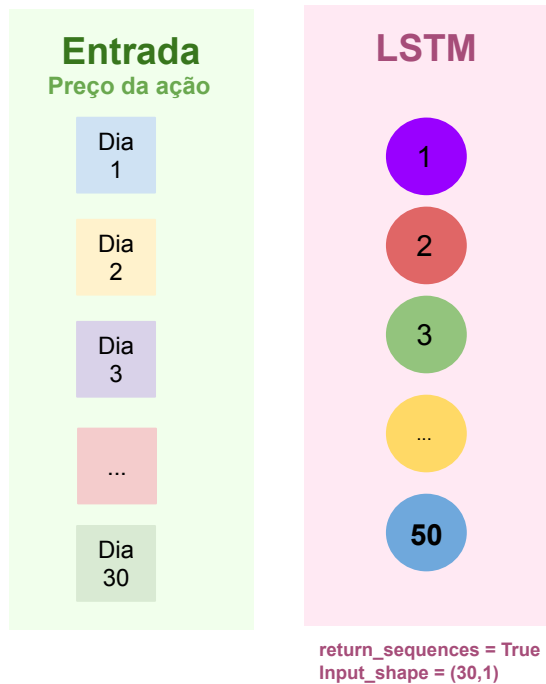 Entrada
Preço da ação
Dia
1
Dia
2
Dia
3
...
Dia
30
LSTM
1
2
3
...
50
return_sequences = True
Input_shape = (30,1)